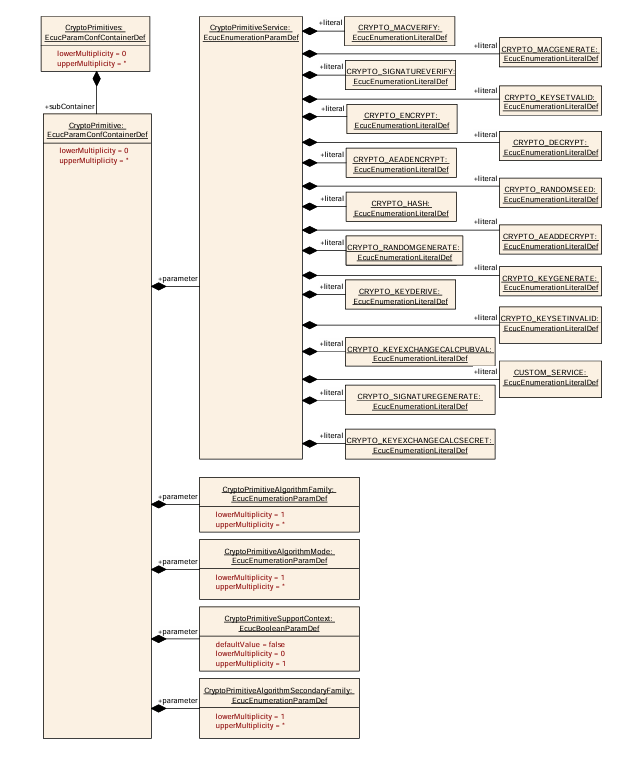 CryptoPrimitives:
EcucParamConfContainerDef
lowerMultiplicity = 0
upperMultiplicity = *
+subContainer
CryptoPrimitive:
EcucParamConfContainerDef
lowerMultiplicity = 0
upperMultiplicity = *
+parameter
CryptoPrimitiveService:
EcucEnumerationParamDef
+literal
CRYPTO_MACVERIFY:
EcucEnumerationLiteralDef
+literal
CRYPTO_MACGENERATE:
EcucEnumerationLiteralDef
+literal
CRYPTO_SIGNATUREVERIFY:
EcucEnumerationLiteralDef
+literal
CRYPTO_KEYSETVALID:
EcucEnumerationLiteralDef
+literal
CRYPTO_ENCRYPT:
EcucEnumerationLiteralDef
+literal
CRYPTO_DECRYPT:
EcucEnumerationLiteralDef
+literal
CRYPTO_AEADENCRYPT:
EcucEnumerationLiteralDef
+literal
CRYPTO_RANDOMSEED:
EcucEnumerationLiteralDef
+literal
CRYPTO_HASH:
EcucEnumerationLiteralDef
+literal
CRYPTO_AEADDECRYPT:
EcucEnumerationLiteralDef
+literal
CRYPTO_RANDOMGENERATE:
EcucEnumerationLiteralDef
+literal
CRYPTO_KEYGENERATE:
EcucEnumerationLiteralDef
+literal
CRYPTO_KEYDERIVE:
EcucEnumerationLiteralDef
+literal
CRYPTO_KEYSETINVALID:
EcucEnumerationLiteralDef
+literal
CRYPTO_KEYEXCHANGECALCPUBVAL:
EcucEnumerationLiteralDef
+literal
CUSTOM_SERVICE:
EcucEnumerationLiteralDef
+literal
CRYPTO_SIGNATUREGENERATE:
EcucEnumerationLiteralDef
+literal
CRYPTO_KEYEXCHANGECALCSECRET:
EcucEnumerationLiteralDef
+parameter
CryptoPrimitiveAlgorithmFamily:
EcucEnumerationParamDef
lowerMultiplicity = 1
upperMultiplicity = *
+parameter
CryptoPrimitiveAlgorithmMode:
EcucEnumerationParamDef
lowerMultiplicity = 1
upperMultiplicity = *
+parameter
CryptoPrimitiveSupportContext:
EcucBooleanParamDef
defaultValue = false
lowerMultiplicity = 0
upperMultiplicity = 1
+parameter
CryptoPrimitiveAlgorithmSecondaryFamily:
EcucEnumerationParamDef
lowerMultiplicity = 1
upperMultiplicity = *